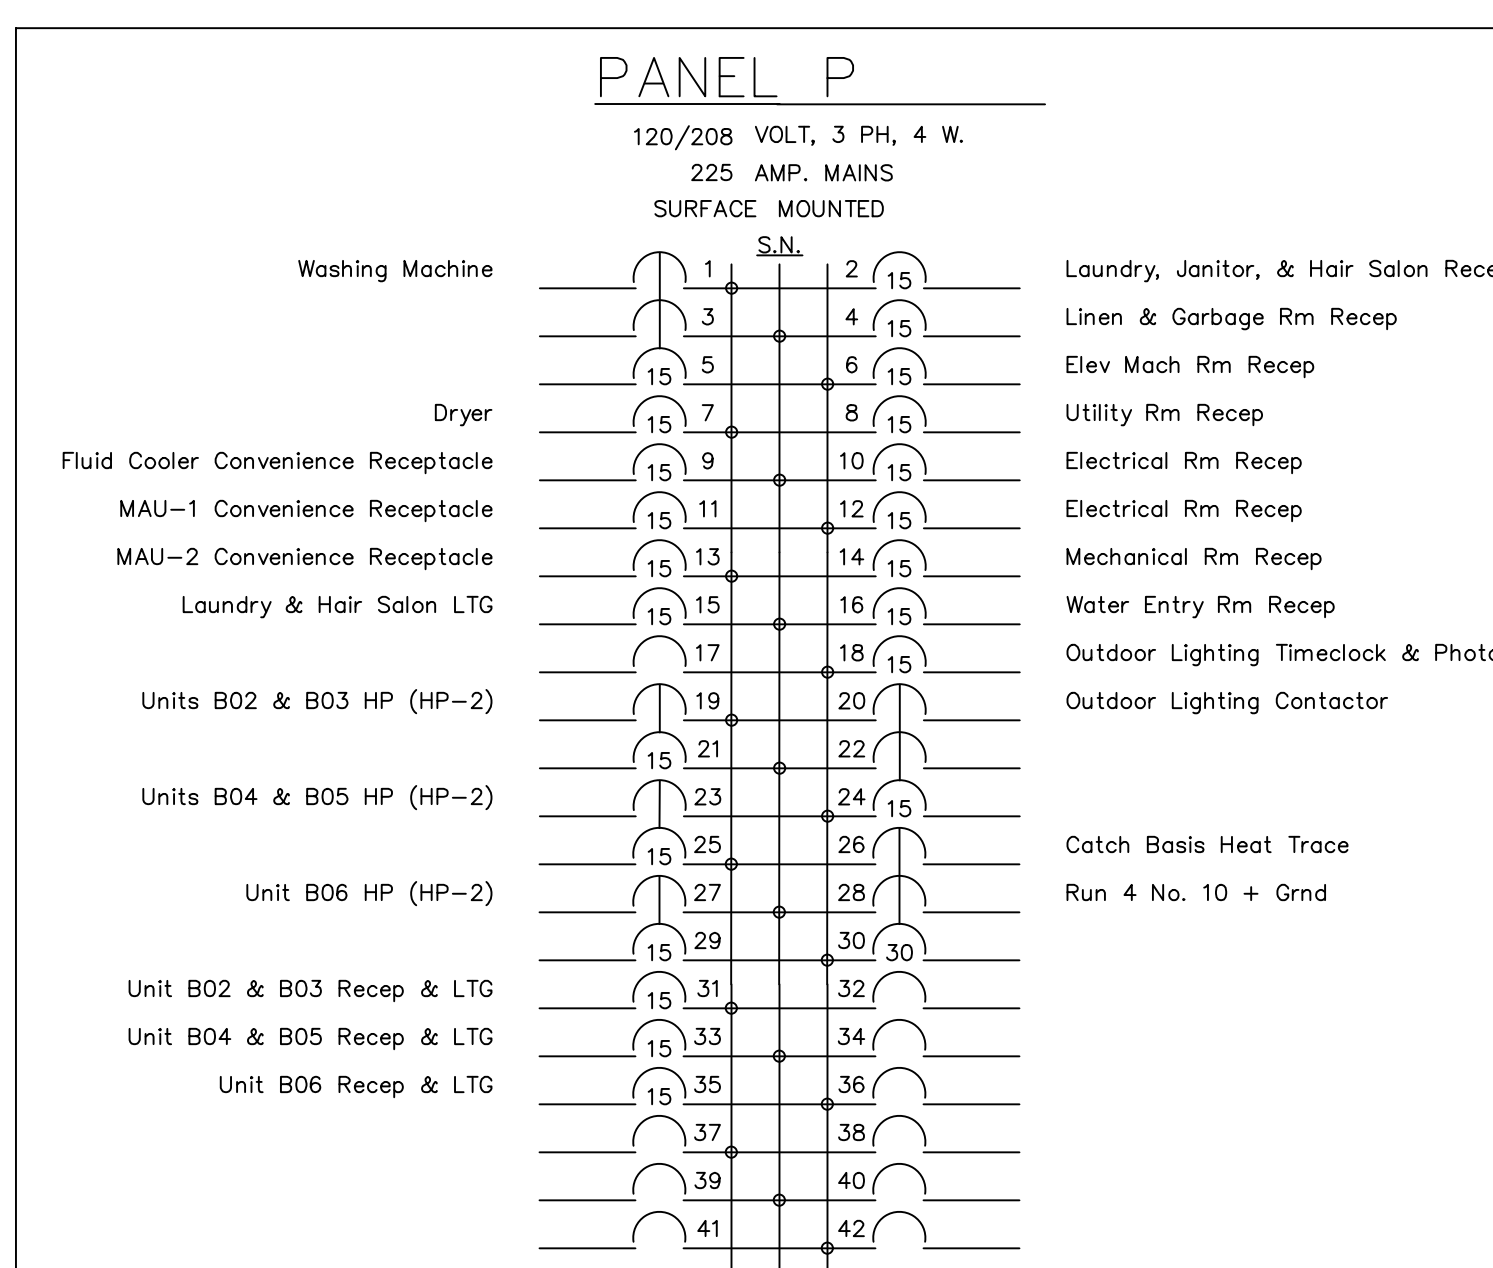 PANEL P
120/208 VOLT, 3 PH, 4 W.
225 AMP. MAINS
SURFACE MOUNTED
S.N.
Washing Machine 1 2 15 Laundry, Janitor, & Hair Salon
3 4 15 Linen & Garbage Rm Recep
15 5 6 15 Elev Mach Rm Recep
Dryer 15 7 8 15 Utility Rm Recep
Fluid Cooler Convenience Receptacle 15 9 10 15 Electrical Rm Recep
MAU-1 Convenience Receptacle 15 11 12 15 Electrical Rm Recep
MAU-2 Convenience Receptacle 15 13 14 15 Mechanical Rm Recep
Laundry & Hair Salon LTG 15 15 16 15 Water Entry Rm Recep
17 18 15 Outdoor Lighting Timeclock &
Units B02 & B03 HP (HP-2) 19 20 Outdoor Lighting Contactor
15 21 22
Units B04 & B05 HP (HP-2) 23 24 15
15 25 26 Catch Basis Heat Trace
Unit B06 HP (HP-2) 27 28 Run 4 No. 10 + Grnd
15 29 30 30
Unit B02 & B03 Recep & LTG 15 31 32
Unit B04 & B05 Recep & LTG 15 33 34
Unit B06 Recep & LTG 15 35 36
37 38
39 40
41 42